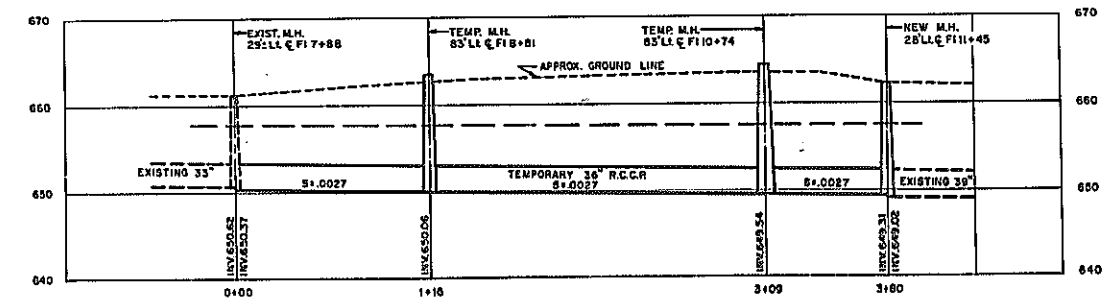 670
EXIST. M.H.
29'± Lt. ℄ F1 7+88
TEMP. M.H.
83' Lt ℄ F1 8+81
TEMP. M.H.
83' Lt ℄ F1 10+74
NEW M.H.
28' Lt. ℄ F1 11+45
670
APPROX. GROUND LINE
660
660
EXISTING 33"
S=.0027
TEMPORARY 36" R.C.C.P.
S=.0027
S=.0027
EXISTING 39"
650
650
INV. 650.62
INV. 650.37
INV. 650.06
INV. 649.54
INV. 649.31
INV. 649.02
640
640
0+00
1+16
3+09
3+80